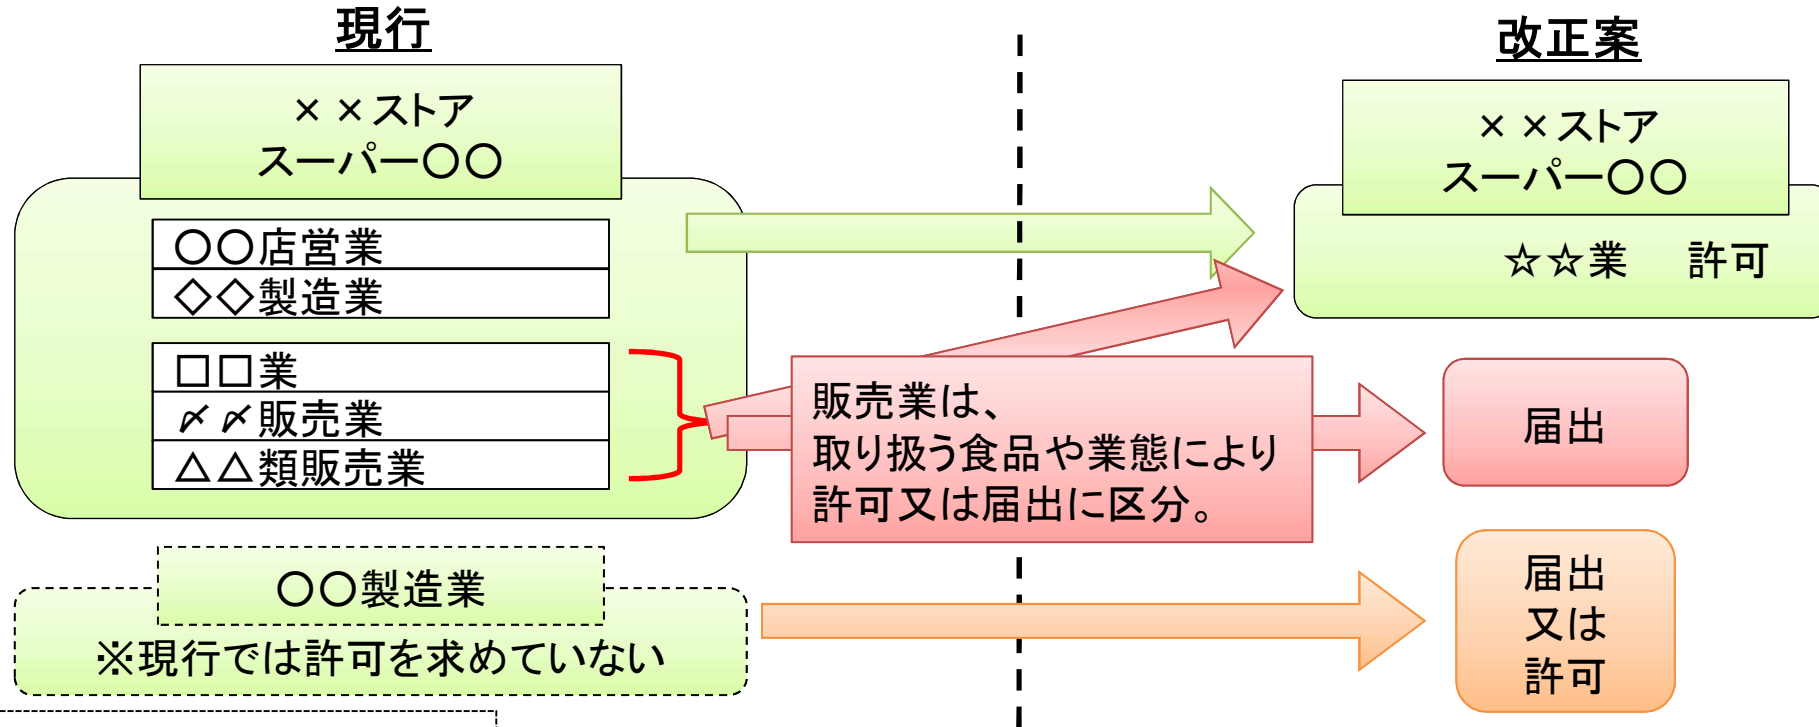 現行
××ストア
スーパー〇〇
〇〇店営業
◇◇製造業
□□業
〆〆販売業
△△類販売業
〇〇製造業
※現行では許可を求めていない
販売業は、
取り扱う食品や業態により
許可又は届出に区分。
改正案
××ストア
スーパー〇〇
☆☆業　許可
届出
届出
又は
許可